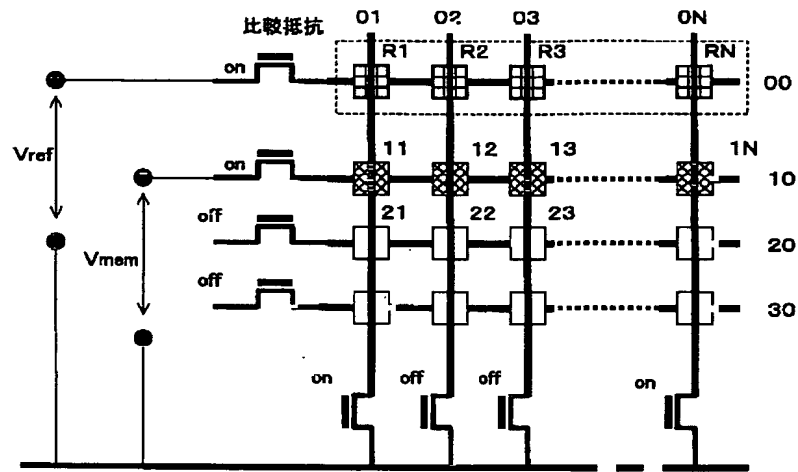 比較抵抗 01 02 03 0N
on R1 R2 R3 RN 00
Vref on 11 12 13 1N 10
off 21 22 23 20
Vmem off 30
on off off on